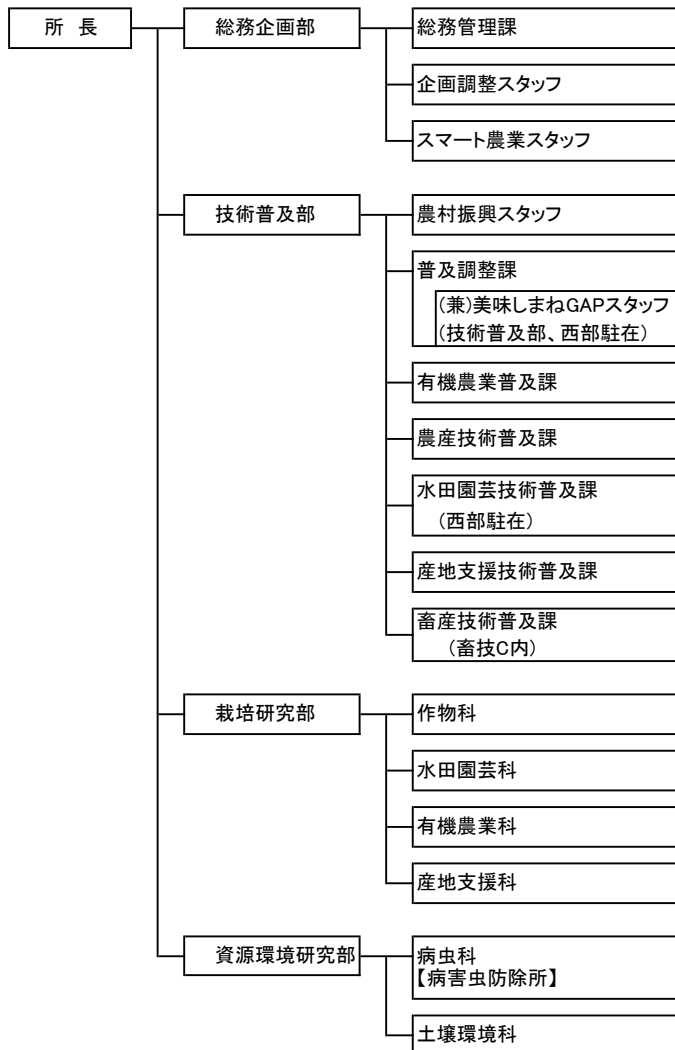 所 長
総務企画部
総務管理課
企画調整スタッフ
スマート農業スタッフ
技術普及部
農村振興スタッフ
普及調整課
(兼)美味しまねGAPスタッフ
(技術普及部、西部駐在)
有機農業普及課
農産技術普及課
水田園芸技術普及課
(西部駐在)
産地支援技術普及課
畜産技術普及課
(畜技C内)
栽培研究部
作物科
水田園芸科
有機農業科
産地支援科
資源環境研究部
病虫科
【病害虫防除所】
土壌環境科